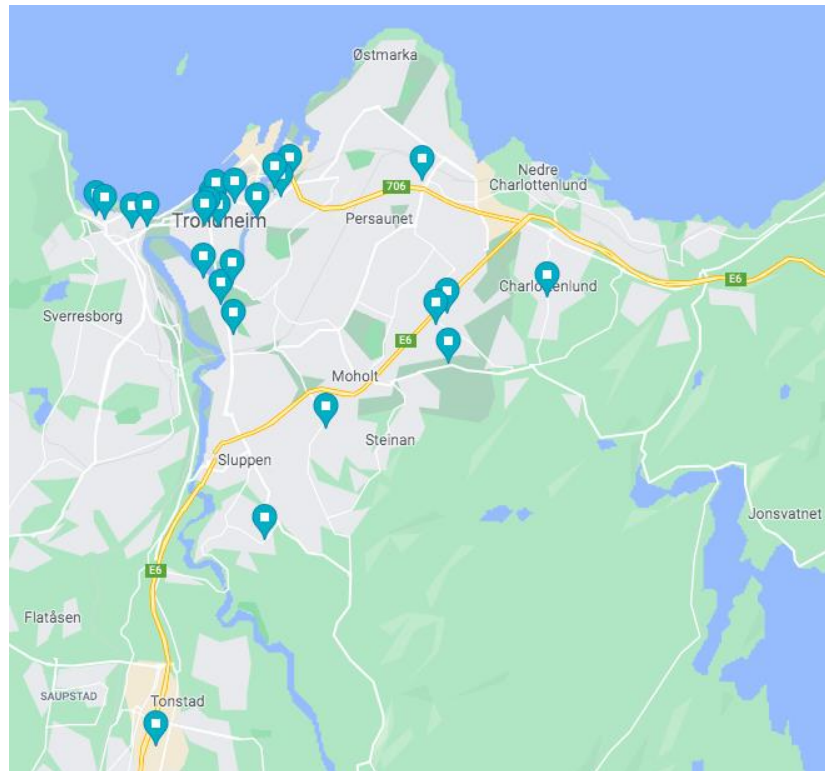 Østmarka
Nedre
Charlottenlund
706
Persaunet
Trondheim
E6
Charlottenlund
Sverresborg
E6
Moholt
Steinan
Sluppen
Jonsvatnet
E6
Flatåsen
SAUPSTAD
Tonstad